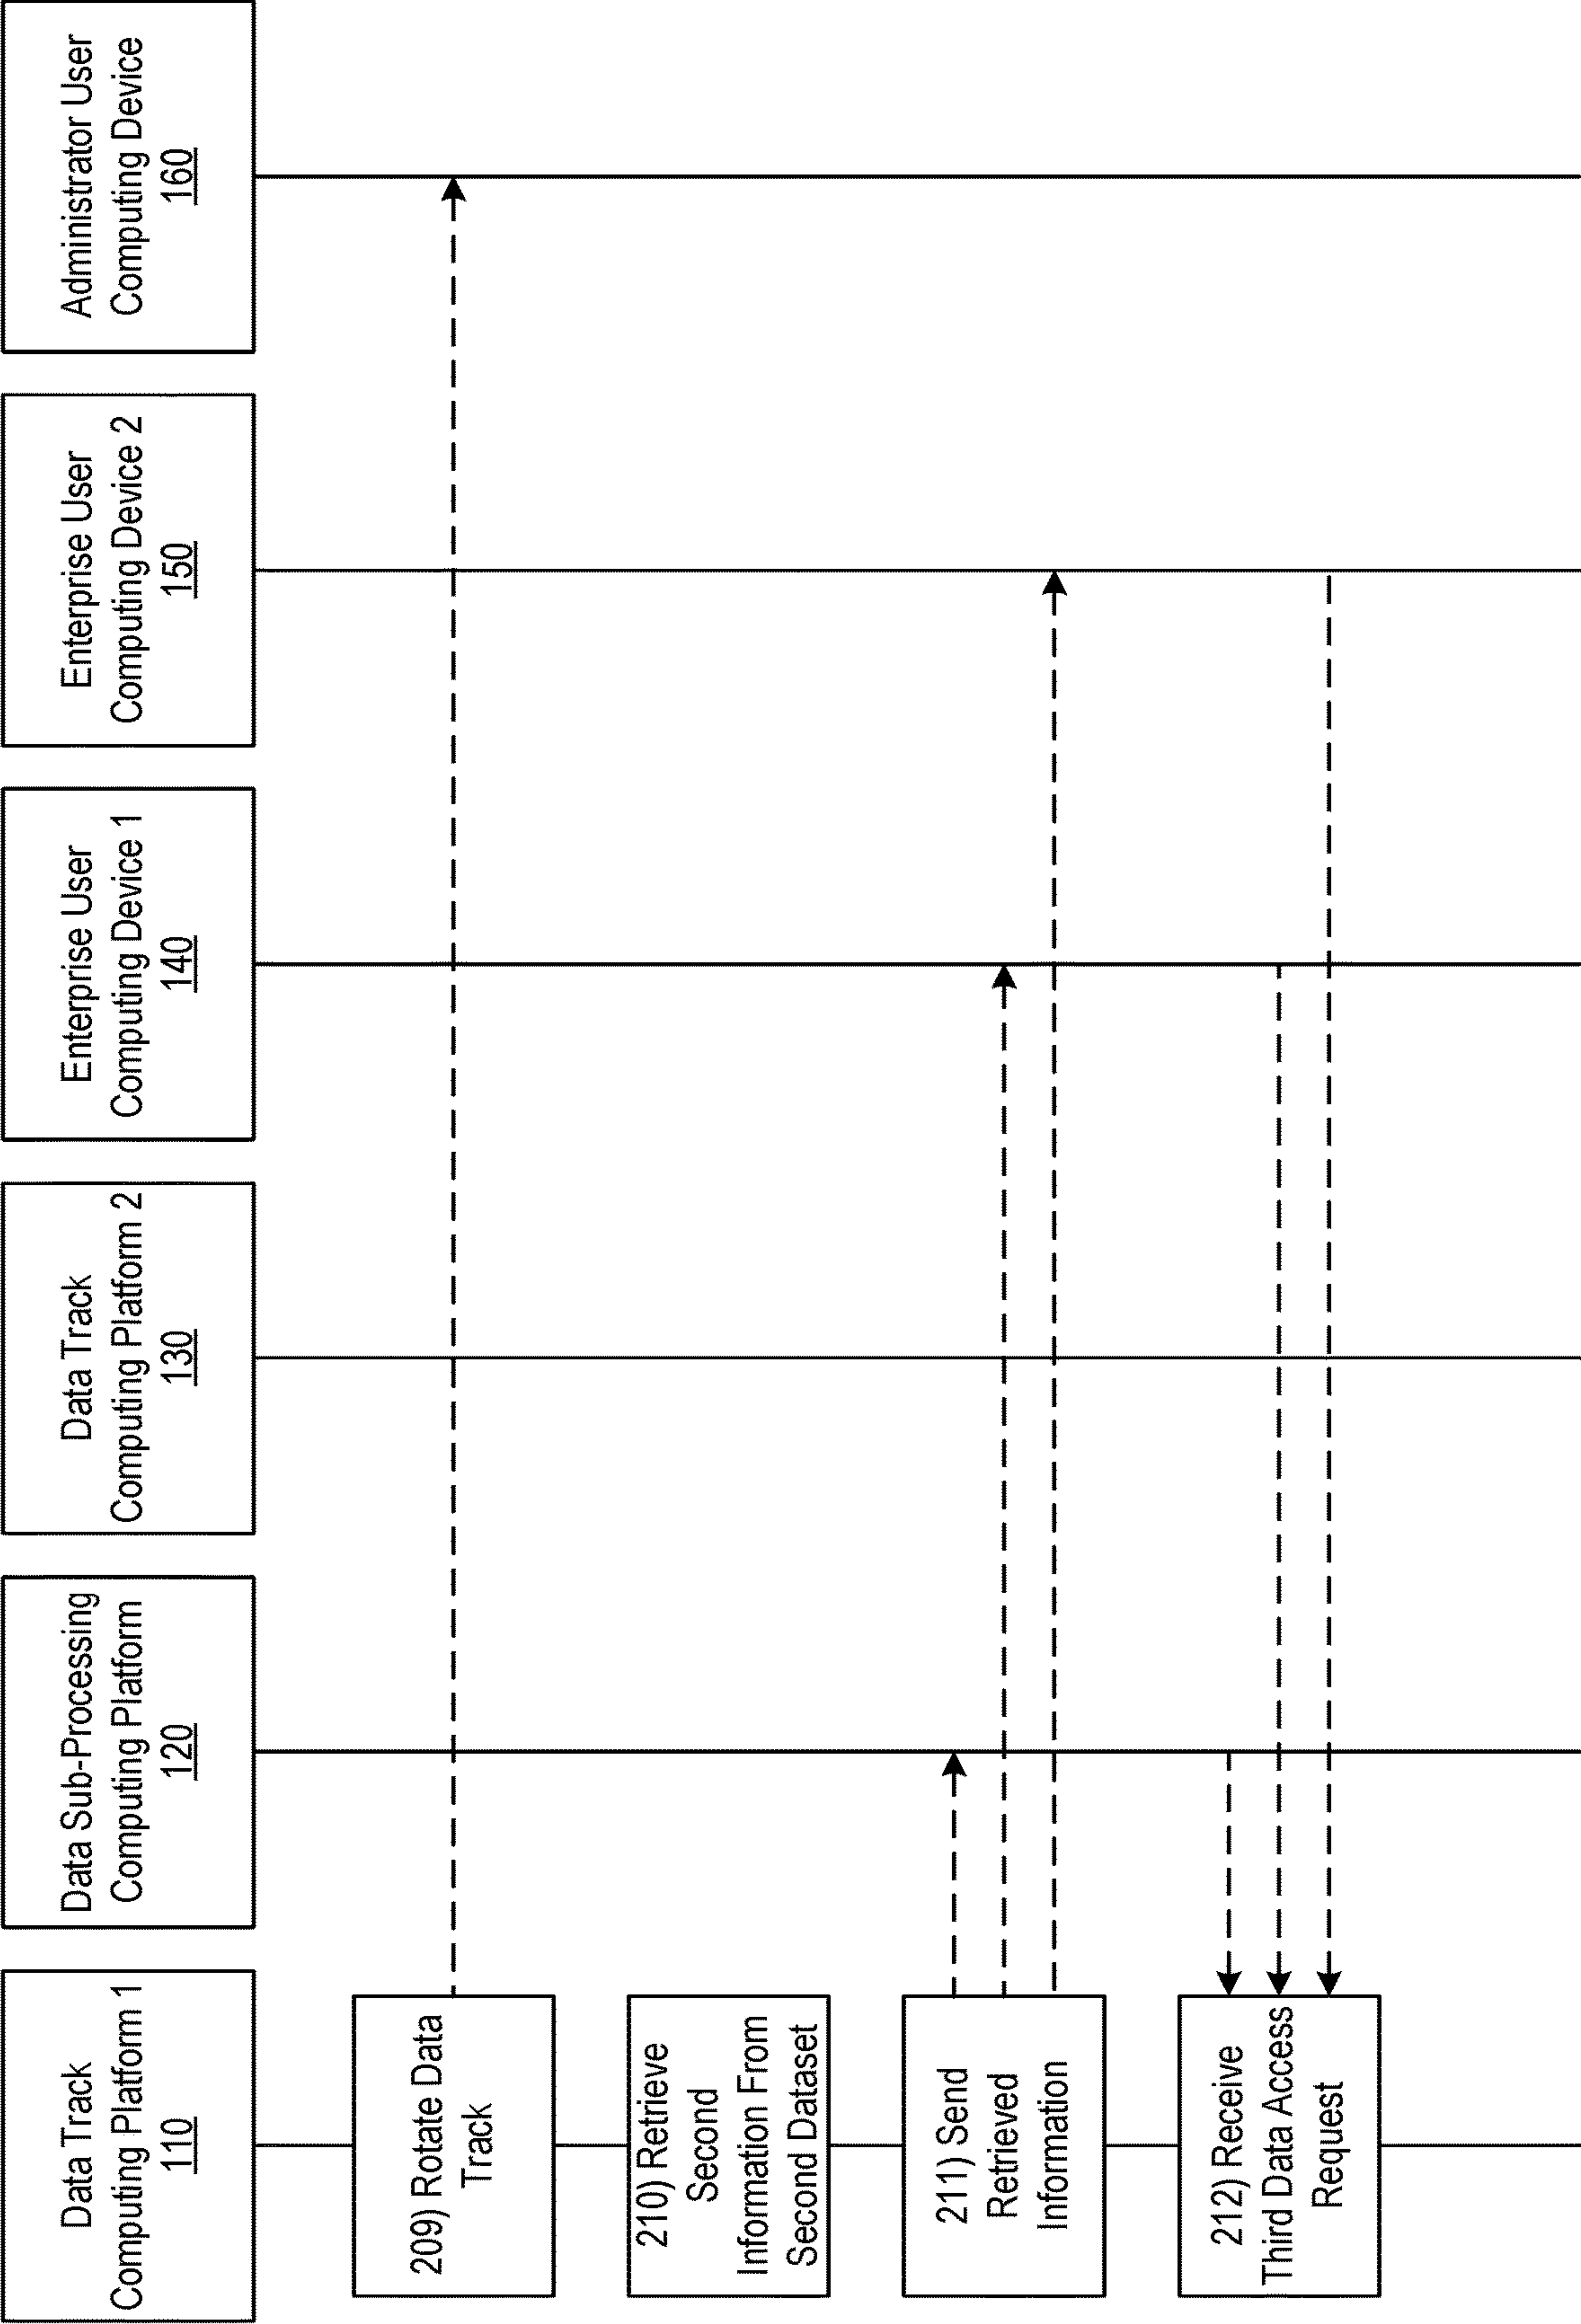 Data Track
Computing Platform 1
110
Data Sub-Processing
Computing Platform
120
Data Track
Computing Platform 2
130
Enterprise User
Computing Device 1
140
Enterprise User
Computing Device 2
150
Administrator User
Computing Device
160
209) Rotate Data
Track
210) Retrieve
Second
Information From
Second Dataset
211) Send
Retrieved
Information
212) Receive
Third Data Access
Request